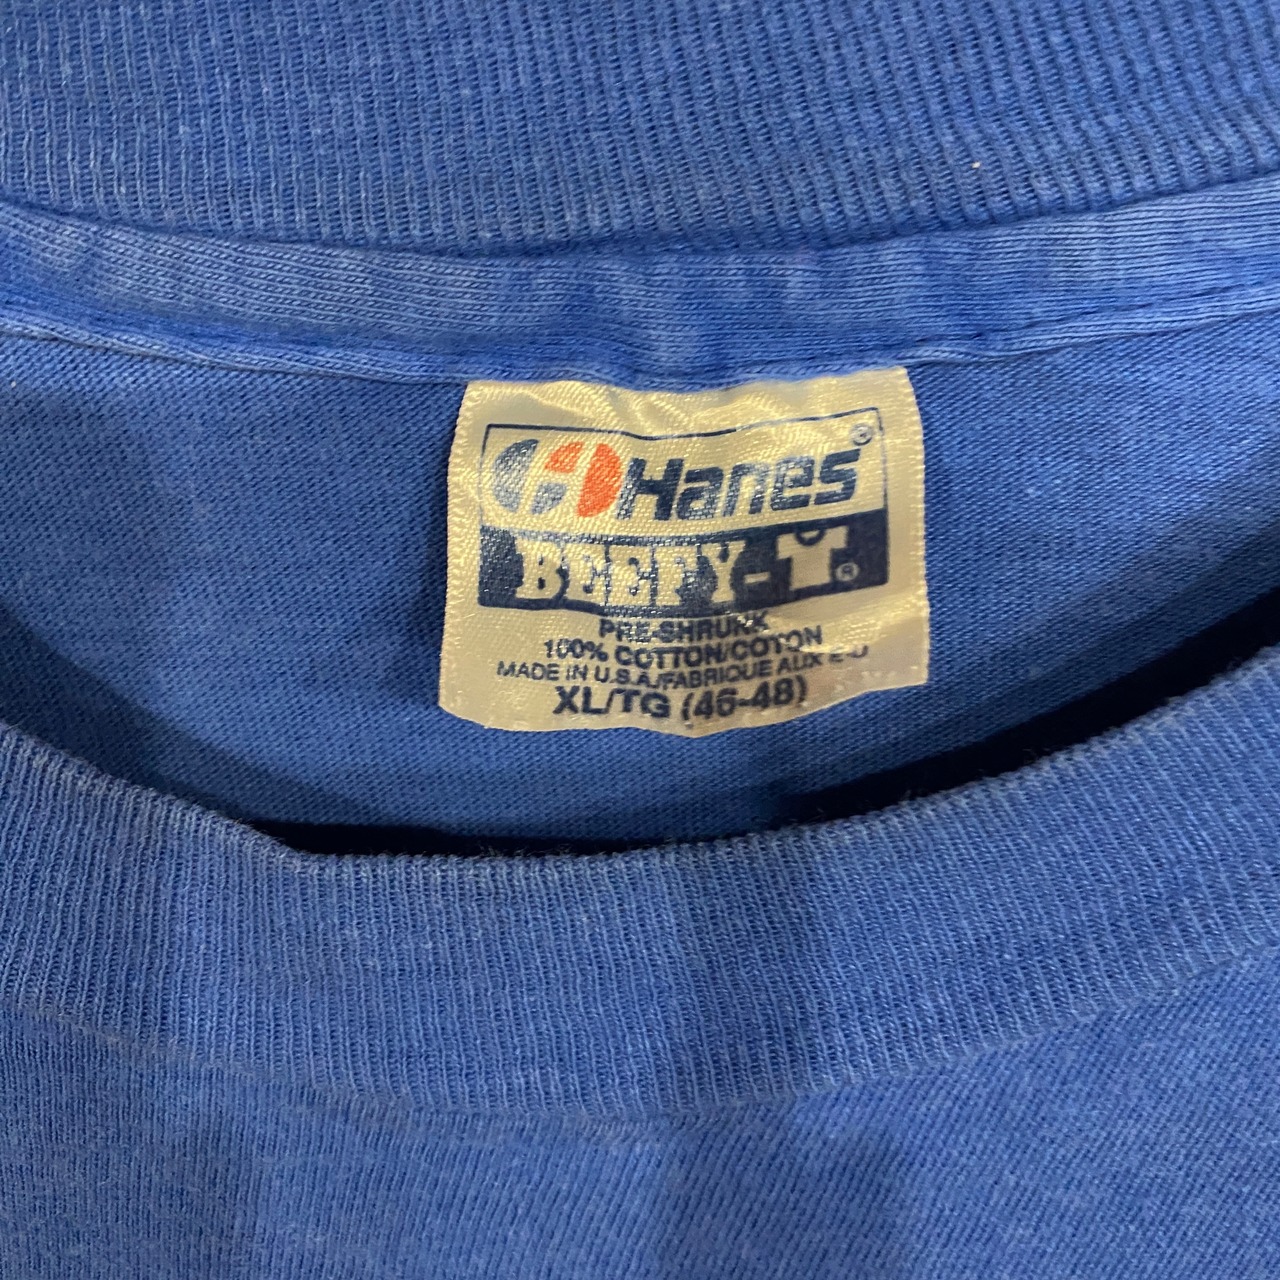 Hanes®
BEEFY-T®
PRE-SHRUNK
100% COTTON/COTON
MADE IN U.S.A./FABRIQUE AUX E-U
XL/TG (46-48)